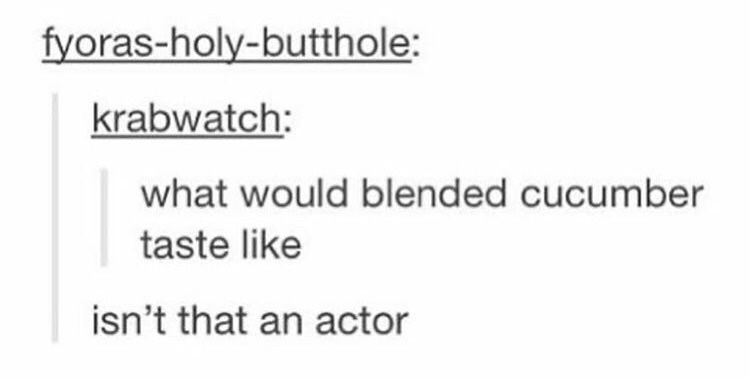 fyoras-holy-butthole:
krabwatch:
what would blended cucumber
taste like
isn't that an actor